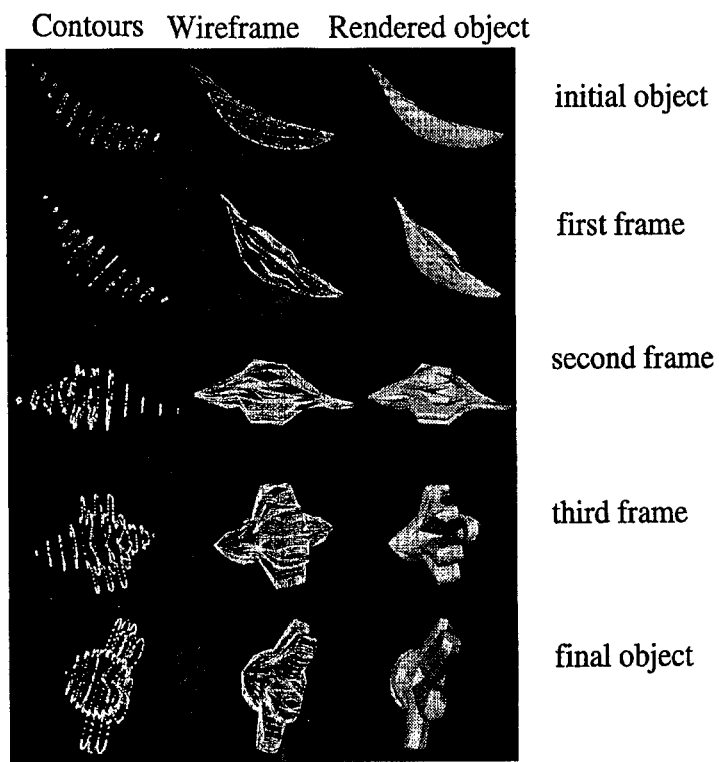 Contours Wireframe Rendered object
initial object
first frame
second frame
third frame
final object